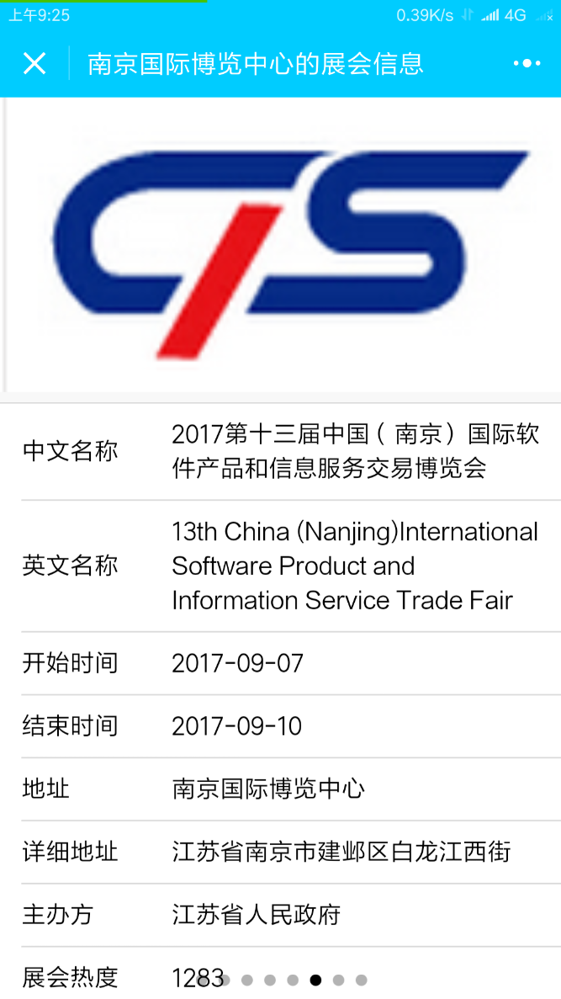 上午9:25
0.39K/s
4G
南京国际博览中心的展会信息
CIS
中文名称
2017第十三届中国（南京）国际软
件产品和信息服务交易博览会
英文名称
13th China (Nanjing)International
Software Product and
Information Service Trade Fair
开始时间
2017-09-07
结束时间
2017-09-10
地址
南京国际博览中心
详细地址
江苏省南京市建邺区白龙江西街
主办方
江苏省人民政府
展会热度
1283